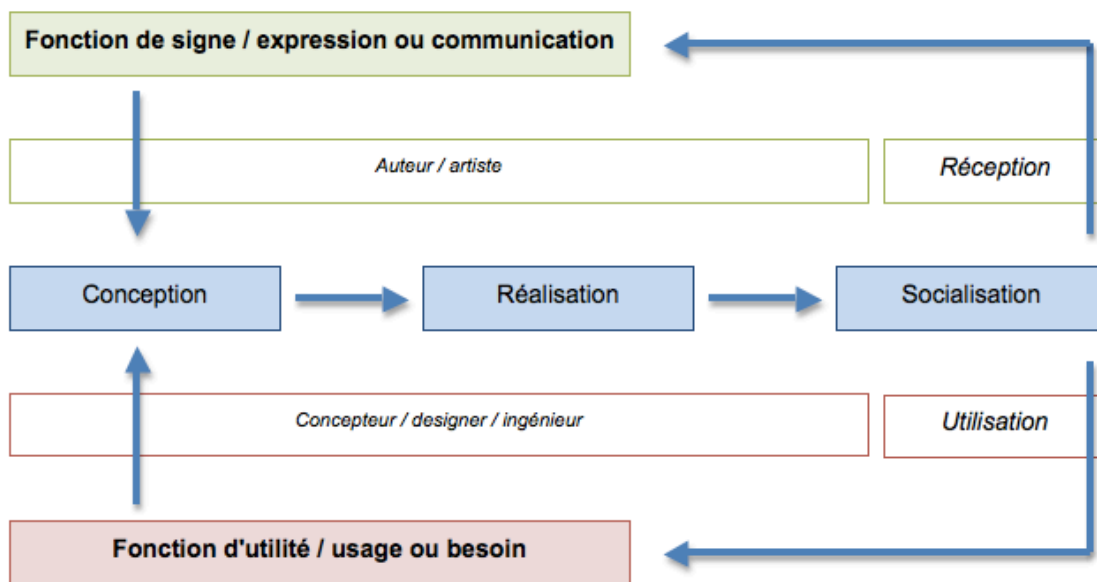 Fonction de signe / expression ou communication
Auteur / artiste
Réception
Conception
Réalisation
Socialisation
Concepteur / designer / ingénieur
Utilisation
Fonction d'utilité / usage ou besoin